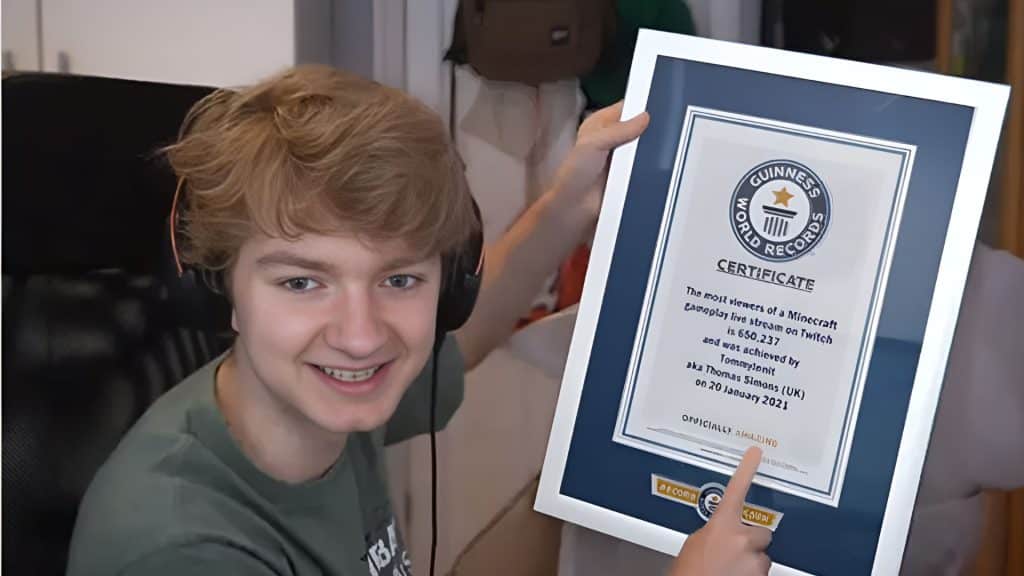 GUINNESS
WORLD RECORDS
CERTIFICATE
The most viewers of a Minecraft
gameplay live stream on Twitch
is 650,237
and was achieved by
TommyInnit
aka Thomas Simons (UK)
on 20 January 2021
OFFICIALLY AMAZING
RECORD